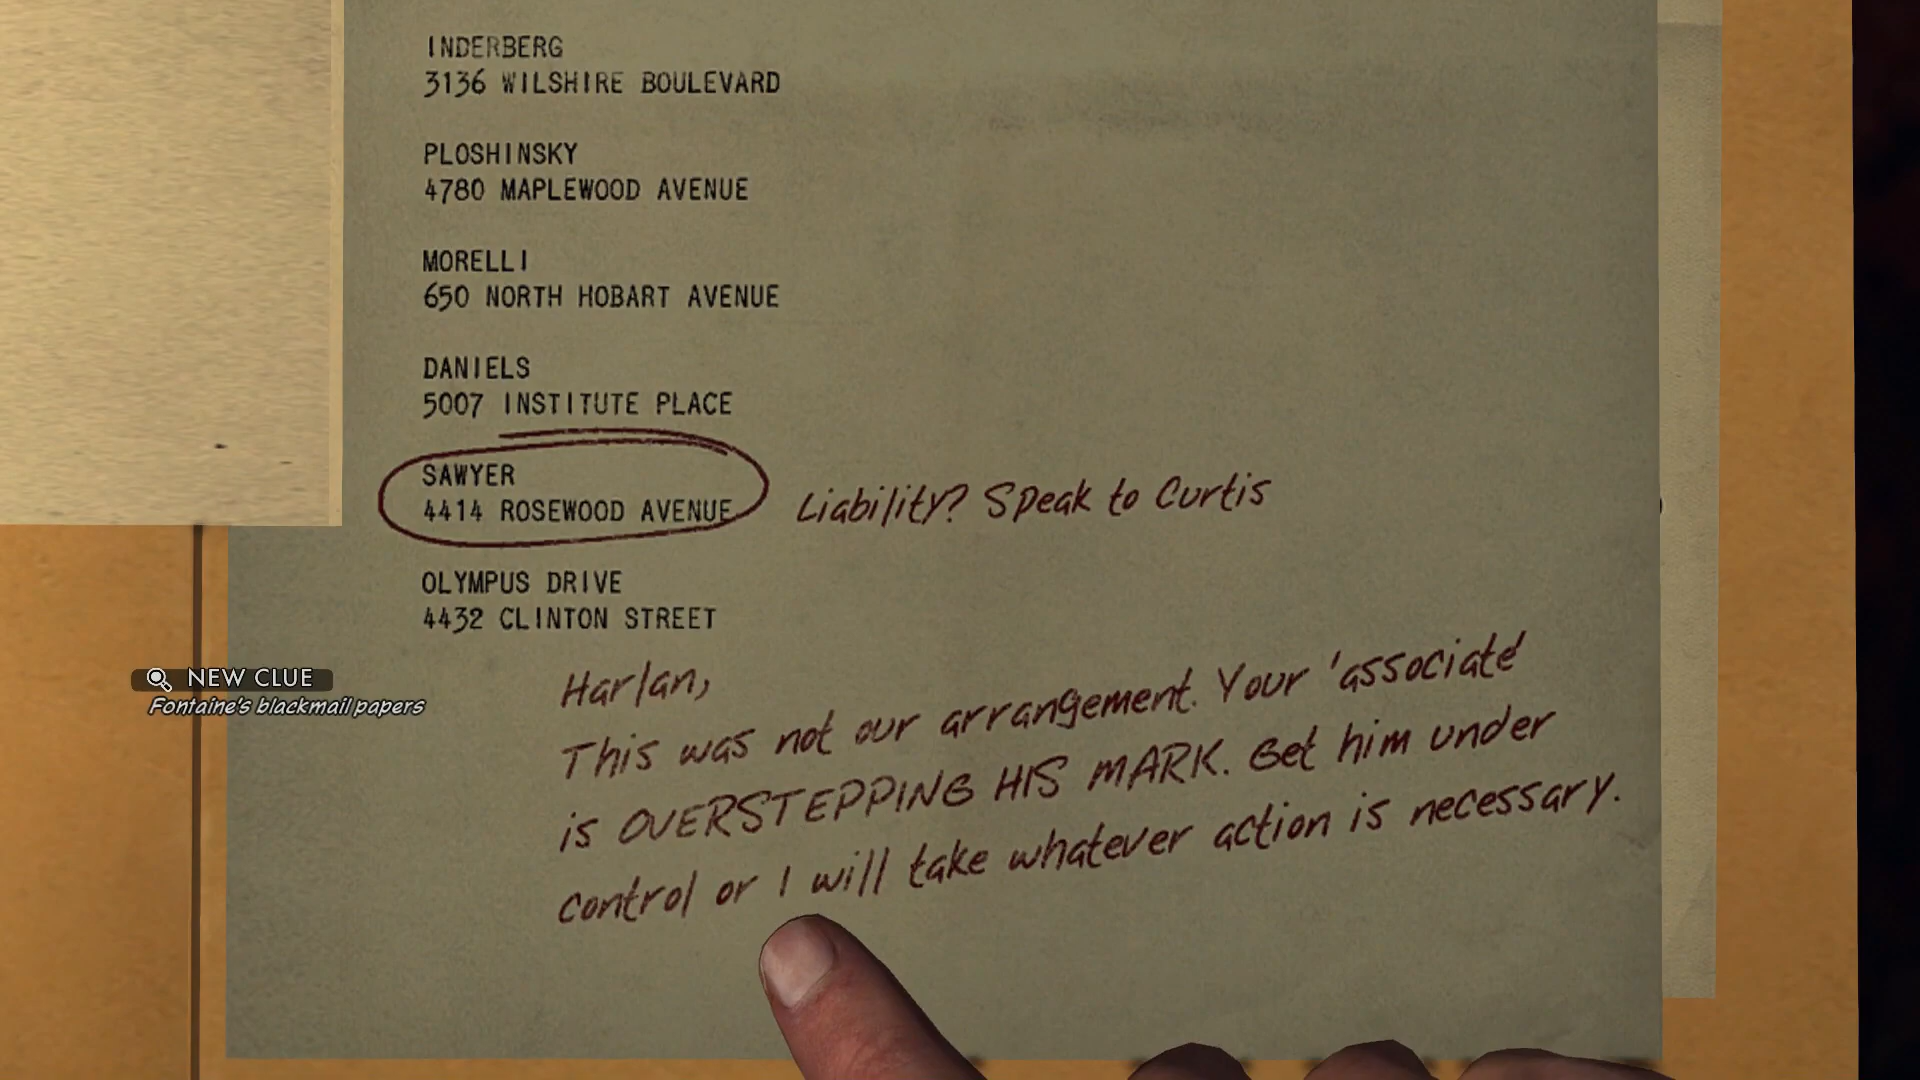 INDERBERG
3136 WILSHIRE BOULEVARD
PLOSHINSKY
4780 MAPLEWOOD AVENUE
MORELLI
650 NORTH HOBART AVENUE
DANIELS
5007 INSTITUTE PLACE
SAWYER
4414 ROSEWOOD AVENUE
Liability? Speak to Curtis
OLYMPUS DRIVE
4432 CLINTON STREET
NEW CLUE
Fontaine's blackmail papers
Harlan,
This was not our arrangement. Your 'associate'
is OVERSTEPPING HIS MARK. Get him under
control or I will take whatever action is necessary.